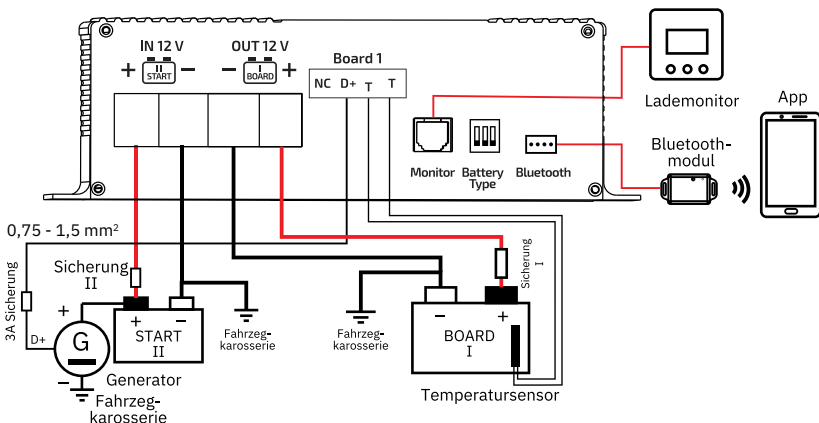 IN 12 V
OUT 12 V
+
II
START
−
−
I
BOARD
+
Board 1
NC D+ T T
Monitor
Battery
Type
Bluetooth
Lademonitor
App
Bluetooth-
modul
0,75 - 1,5 mm²
3A Sicherung
Sicherung
II
Sicherung
I
+
D+
G
−
+
−
START
II
Generator
Fahrzeg-
karosserie
Fahrzeg-
karosserie
Fahrzeg-
karosserie
−
+
BOARD
I
Temperatursensor